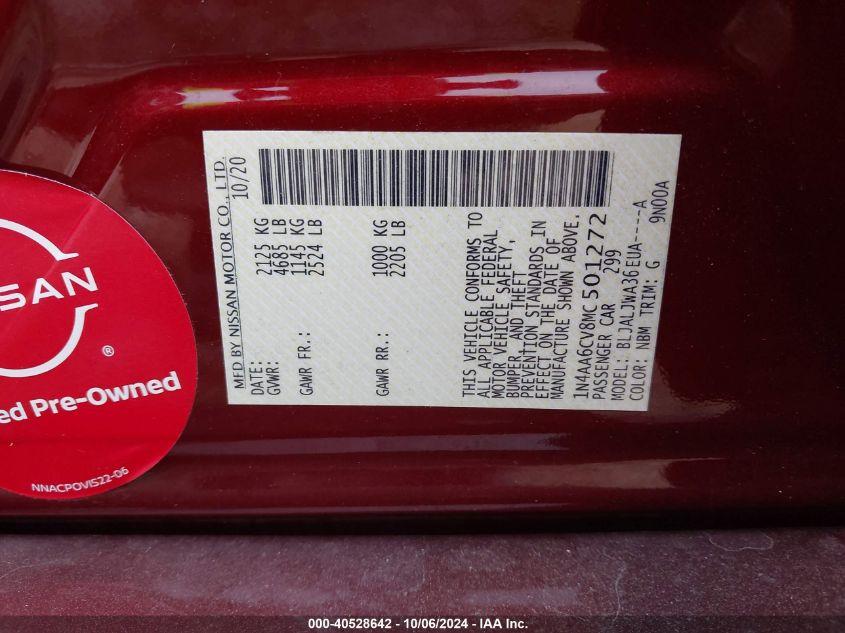 MFD BY NISSAN MOTOR CO., LTD.
DATE: 10/20
GVWR: 2125 KG
4685 LB
GAWR FR.: 1145 KG
2524 LB
GAWR RR.: 1000 KG
2205 LB
THIS VEHICLE CONFORMS TO
ALL APPLICABLE FEDERAL
MOTOR VEHICLE SAFETY,
BUMPER, AND THEFT
PREVENTION STANDARDS IN
EFFECT ON THE DATE OF
MANUFACTURE SHOWN ABOVE.
1N4AA6CV8MC501272
PASSENGER CAR 299
MODEL: BLJALJWA36EUA----A
COLOR: NBM TRIM: G 9N00A
SSAN
®
ed Pre-Owned
NNACPOVIS22-06
000-40528642 - 10/06/2024 - IAA Inc.